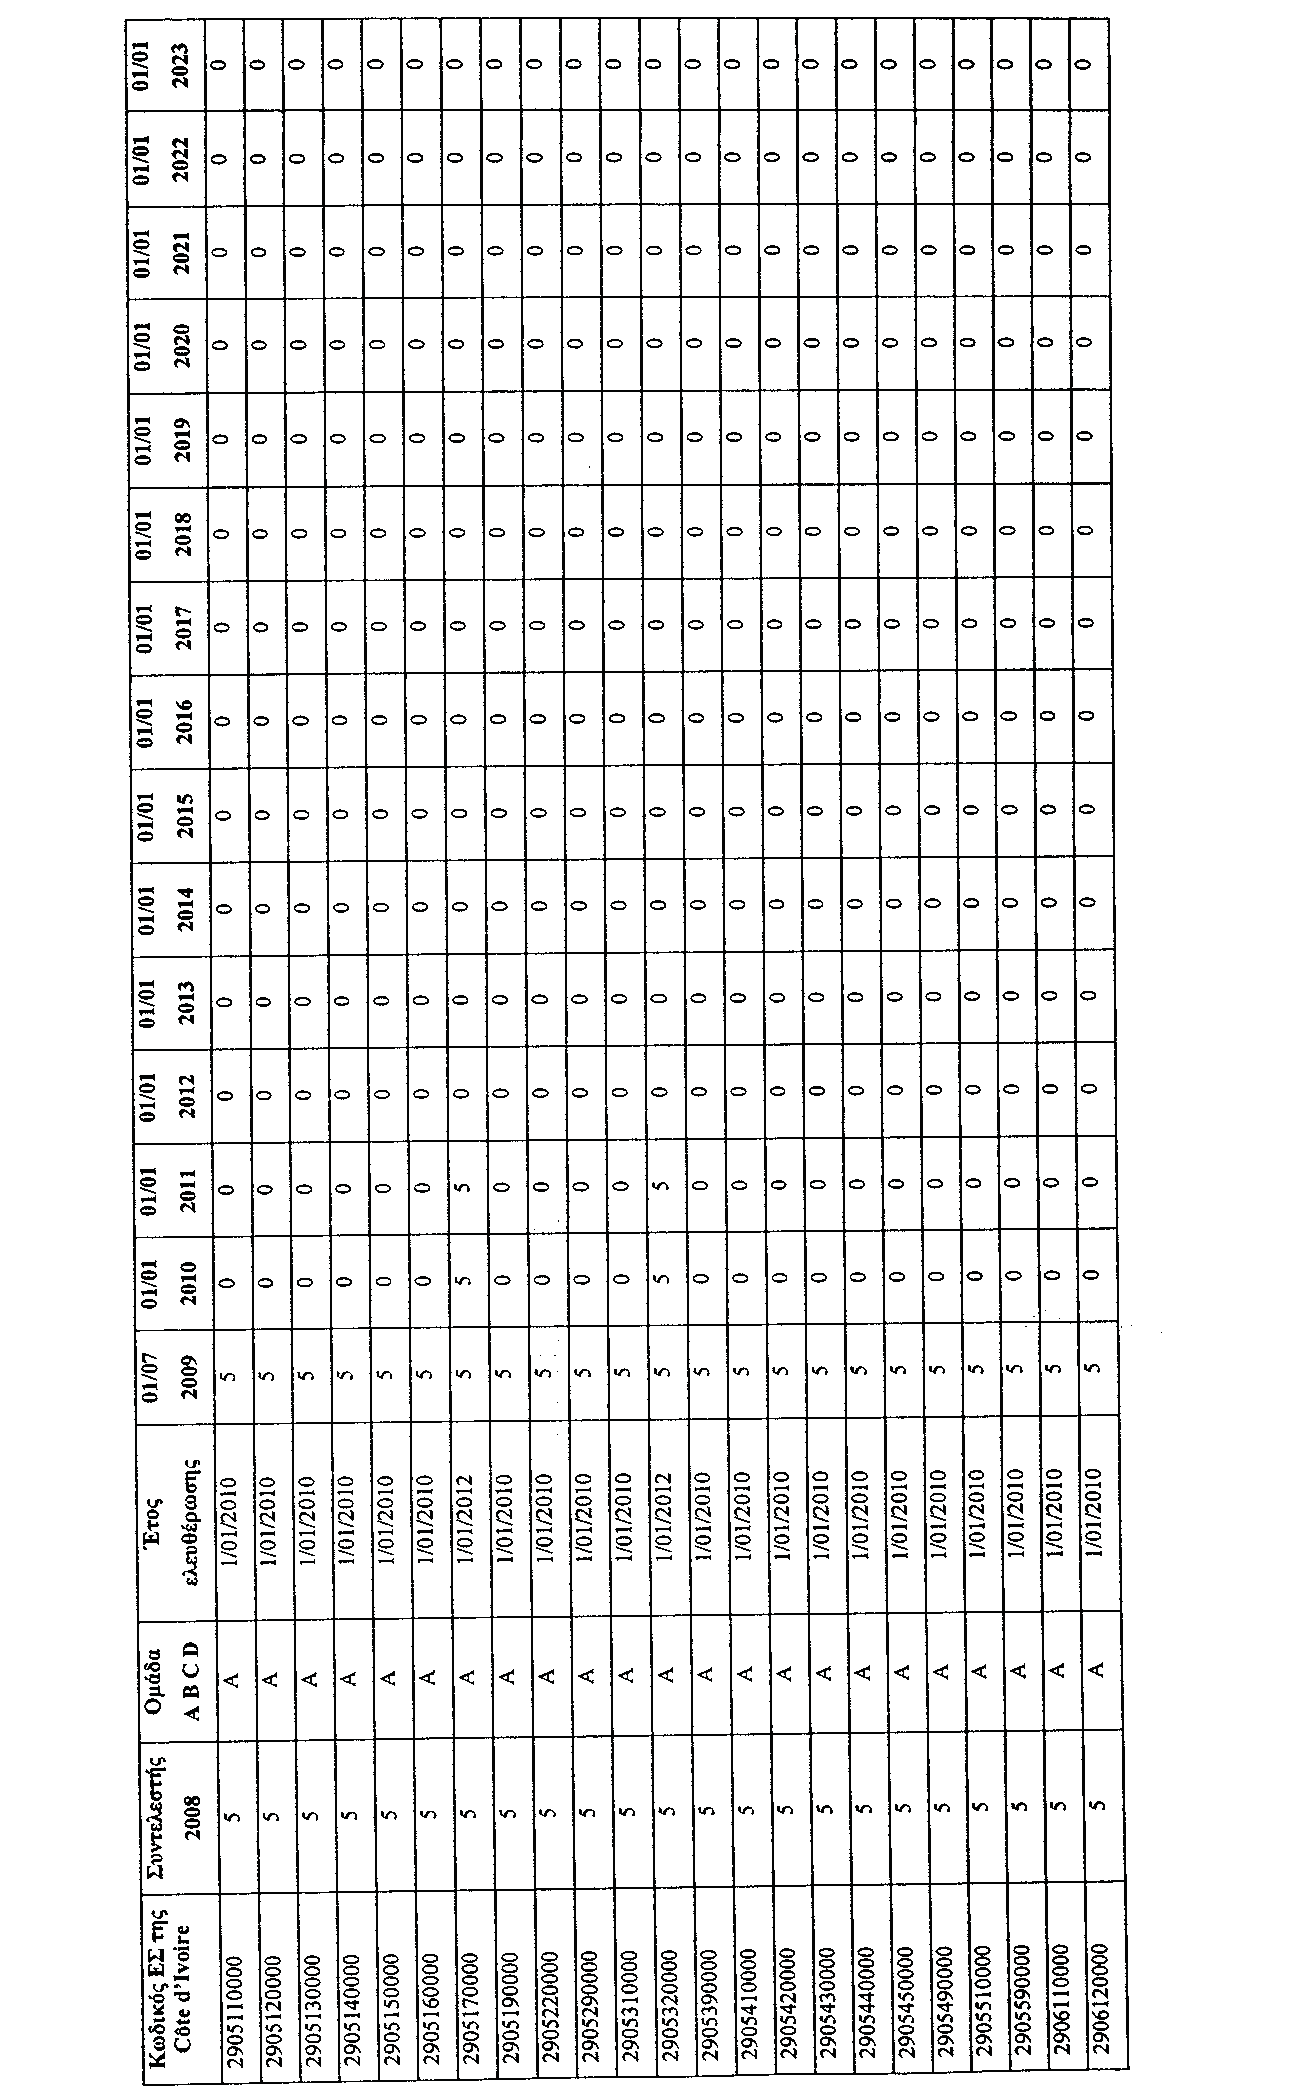 Κωδικός ΕΣ της Συντελεστής Ομάδα Έτος 01/07 01/01 01/01 01/01 01/01 01/01 01/01 01/01 01/01 01/01 01/01 01/01 01/01 01/01 01/01
Côte d'Ivoire 2008 A B C D ελευθέρωσης 2009 2010 2011 2012 2013 2014 2015 2016 2017 2018 2019 2020 2021 2022 2023
2905110000 5 A 1/01/2010 5 0 0 0 0 0 0 0 0 0 0 0 0 0 0
2905120000 5 A 1/01/2010 5 0 0 0 0 0 0 0 0 0 0 0 0 0 0
2905130000 5 A 1/01/2010 5 0 0 0 0 0 0 0 0 0 0 0 0 0 0
2905140000 5 A 1/01/2010 5 0 0 0 0 0 0 0 0 0 0 0 0 0 0
2905150000 5 A 1/01/2010 5 0 0 0 0 0 0 0 0 0 0 0 0 0 0
2905160000 5 A 1/01/2010 5 0 0 0 0 0 0 0 0 0 0 0 0 0 0
2905170000 5 A 1/01/2012 5 5 5 0 0 0 0 0 0 0 0 0 0 0 0
2905190000 5 A 1/01/2010 5 0 0 0 0 0 0 0 0 0 0 0 0 0 0
2905220000 5 A 1/01/2010 5 0 0 0 0 0 0 0 0 0 0 0 0 0 0
2905290000 5 A 1/01/2010 5 0 0 0 0 0 0 0 0 0 0 0 0 0 0
2905310000 5 A 1/01/2010 5 0 0 0 0 0 0 0 0 0 0 0 0 0 0
2905320000 5 A 1/01/2012 5 5 5 0 0 0 0 0 0 0 0 0 0 0 0
2905390000 5 A 1/01/2010 5 0 0 0 0 0 0 0 0 0 0 0 0 0 0
2905410000 5 A 1/01/2010 5 0 0 0 0 0 0 0 0 0 0 0 0 0 0
2905420000 5 A 1/01/2010 5 0 0 0 0 0 0 0 0 0 0 0 0 0 0
2905430000 5 A 1/01/2010 5 0 0 0 0 0 0 0 0 0 0 0 0 0 0
2905440000 5 A 1/01/2010 5 0 0 0 0 0 0 0 0 0 0 0 0 0 0
2905450000 5 A 1/01/2010 5 0 0 0 0 0 0 0 0 0 0 0 0 0 0
2905490000 5 A 1/01/2010 5 0 0 0 0 0 0 0 0 0 0 0 0 0 0
2905510000 5 A 1/01/2010 5 0 0 0 0 0 0 0 0 0 0 0 0 0 0
2905590000 5 A 1/01/2010 5 0 0 0 0 0 0 0 0 0 0 0 0 0 0
2906110000 5 A 1/01/2010 5 0 0 0 0 0 0 0 0 0 0 0 0 0 0
2906120000 5 A 1/01/2010 5 0 0 0 0 0 0 0 0 0 0 0 0 0 0